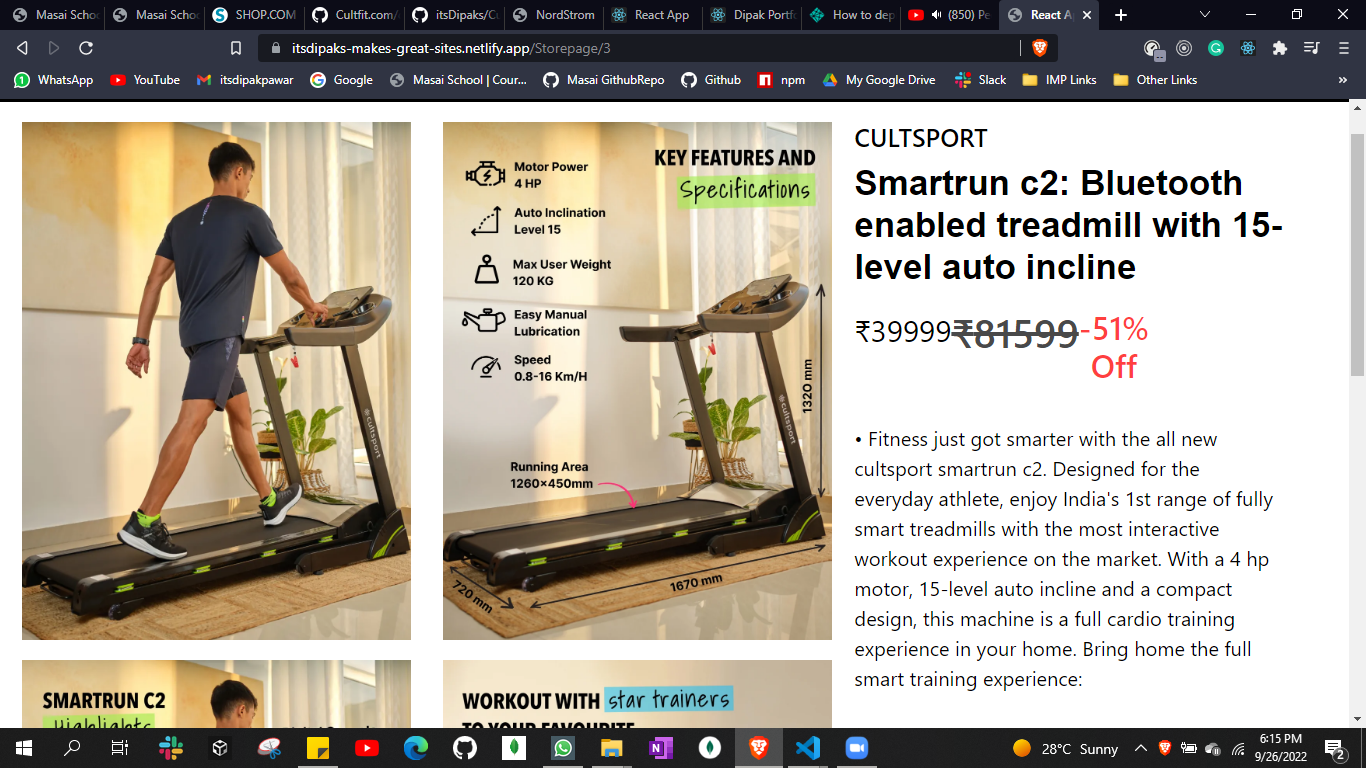 Masai Schoo
Masai Schoo
SHOP.COM
Cultfit.com/
itsDipaks/Cu
NordStrom
React App
Dipak Portfo
How to dep
(850) Pe
React A
itsdipaks-makes-great-sites.netlify.app/Storepage/3
WhatsApp
YouTube
itsdipakpawar
Google
Masai School | Cour...
Masai GithubRepo
Github
npm
My Google Drive
Slack
IMP Links
Other Links
»
KEY FEATURES AND
Specifications
Motor Power
4 HP
Auto Inclination
Level 15
Max User Weight
120 KG
Easy Manual
Lubrication
Speed
0.8-16 Km/H
Running Area
1260×450mm
1320 mm
1670 mm
720 mm
cultsport
cultsport
CULTSPORT
Smartrun c2: Bluetooth
enabled treadmill with 15-
level auto incline
₹39999₹81599-51%
Off
• Fitness just got smarter with the all new
cultsport smartrun c2. Designed for the
everyday athlete, enjoy India's 1st range of fully
smart treadmills with the most interactive
workout experience on the market. With a 4 hp
motor, 15-level auto incline and a compact
design, this machine is a full cardio training
experience in your home. Bring home the full
smart training experience:
SMARTRUN C2
Highlights
WORKOUT WITH star trainers
TO YOUR FAVOURITE
28°C Sunny
6:15 PM
9/26/2022
2